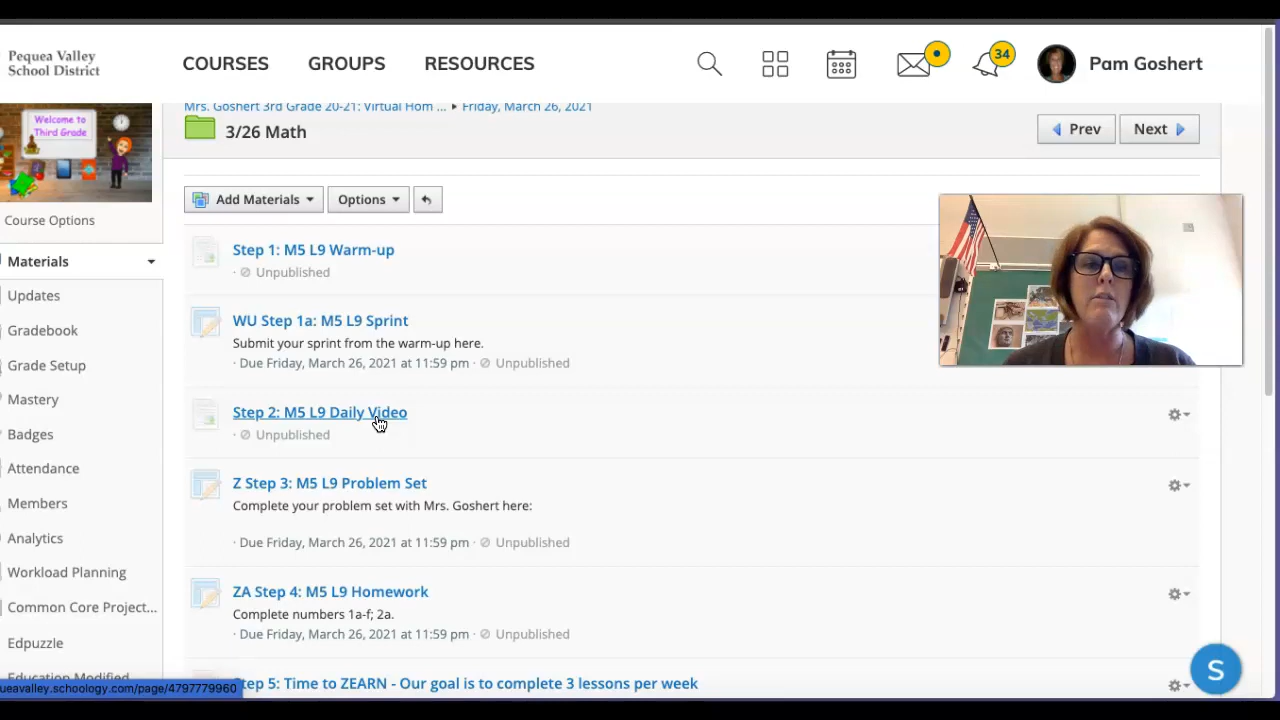 Pequea Valley
School District
COURSES
GROUPS
RESOURCES
34
Pam Goshert
Mrs. Goshert 3rd Grade 20-21: Virtual Hom ... ▸ Friday, March 26, 2021
3/26 Math
Prev
Next
Welcome to
Third Grade
Course Options
Materials
Updates
Gradebook
Grade Setup
Mastery
Badges
Attendance
Members
Analytics
Workload Planning
Common Core Project...
Edpuzzle
Education Modified
Add Materials
Options
Step 1: M5 L9 Warm-up
· Unpublished
WU Step 1a: M5 L9 Sprint
Submit your sprint from the warm-up here.
· Due Friday, March 26, 2021 at 11:59 pm · Unpublished
Step 2: M5 L9 Daily Video
· Unpublished
Z Step 3: M5 L9 Problem Set
Complete your problem set with Mrs. Goshert here:
· Due Friday, March 26, 2021 at 11:59 pm · Unpublished
ZA Step 4: M5 L9 Homework
Complete numbers 1a-f; 2a.
· Due Friday, March 26, 2021 at 11:59 pm · Unpublished
tep 5: Time to ZEARN - Our goal is to complete 3 lessons per week
ueavalley.schoology.com/page/4797779960
S